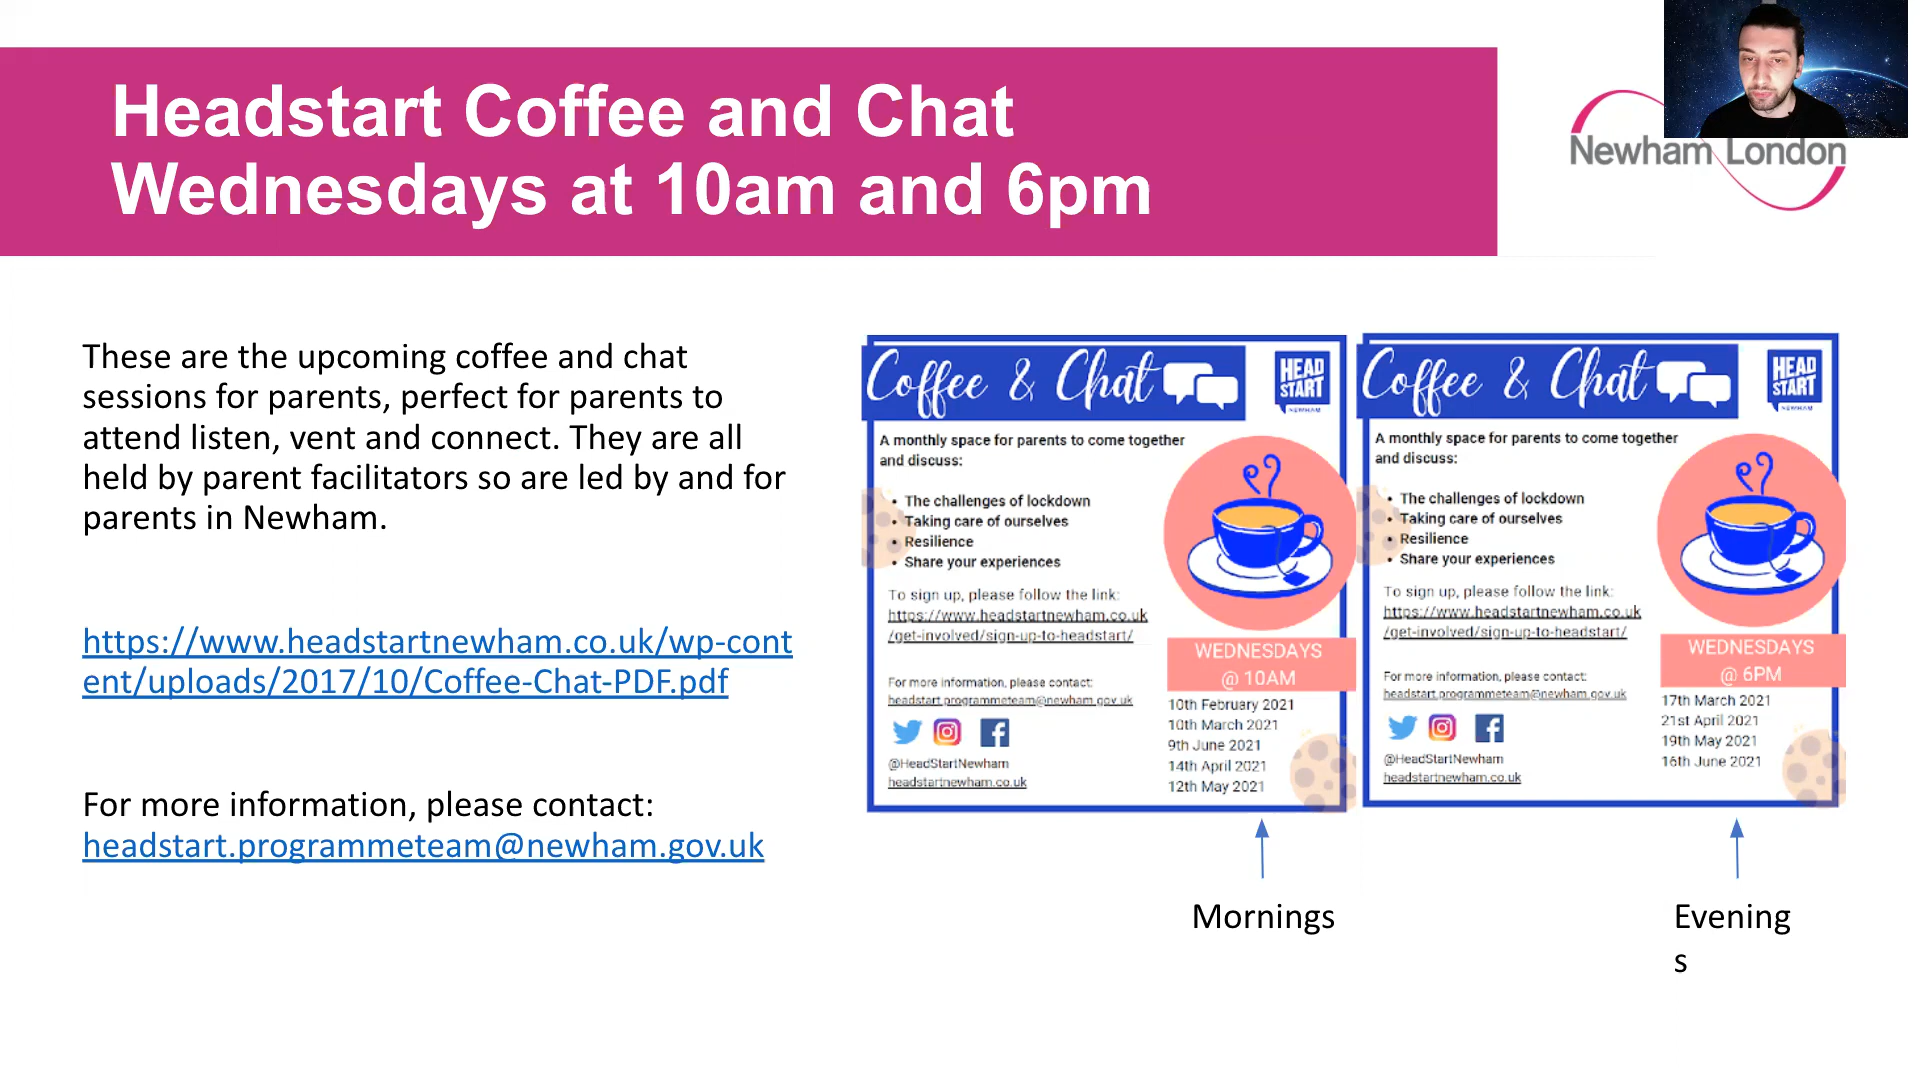 Headstart Coffee and Chat
Wednesdays at 10am and 6pm
Newham London
These are the upcoming coffee and chat
sessions for parents, perfect for parents to
attend listen, vent and connect. They are all
held by parent facilitators so are led by and for
parents in Newham.
https://www.headstartnewham.co.uk/wp-cont
ent/uploads/2017/10/Coffee-Chat-PDF.pdf
For more information, please contact:
headstart.programmeteam@newham.gov.uk
Coffee & Chat
HEAD
START
NEWHAM
A monthly space for parents to come together
and discuss:
• The challenges of lockdown
• Taking care of ourselves
• Resilience
• Share your experiences
To sign up, please follow the link:
https://www.headstartnewham.co.uk
/get-involved/sign-up-to-headstart/
For more information, please contact:
headstart.programmeteam@newham.gov.uk
@HeadStartNewham
headstartnewham.co.uk
WEDNESDAYS
@ 10AM
10th February 2021
10th March 2021
9th June 2021
14th April 2021
12th May 2021
Mornings
Coffee & Chat
HEAD
START
NEWHAM
A monthly space for parents to come together
and discuss:
• The challenges of lockdown
• Taking care of ourselves
• Resilience
• Share your experiences
To sign up, please follow the link:
https://www.headstartnewham.co.uk
/get-involved/sign-up-to-headstart/
For more information, please contact:
headstart.programmeteam@newham.gov.uk
@HeadStartNewham
headstartnewham.co.uk
WEDNESDAYS
@ 6PM
17th March 2021
21st April 2021
19th May 2021
16th June 2021
Evening
s